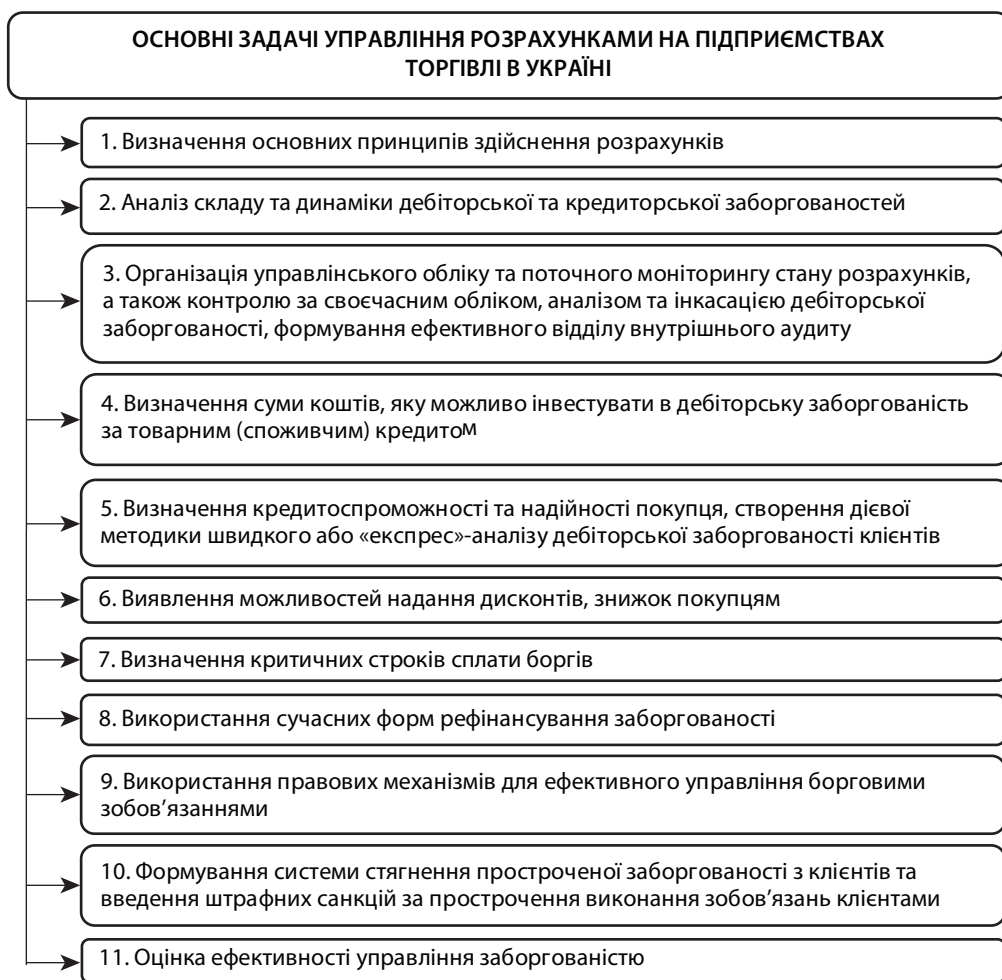 ОСНОВНІ ЗАДАЧІ УПРАВЛІННЯ РОЗРАХУНКАМИ НА ПІДПРИЄМСТВАХ
ТОРГІВЛІ В УКРАЇНІ
1. Визначення основних принципів здійснення розрахунків
2. Аналіз складу та динаміки дебіторської та кредиторської заборгованостей
3. Організація управлінського обліку та поточного моніторингу стану розрахунків,
а також контролю за своєчасним обліком, аналізом та інкасацією дебіторської
заборгованості, формування ефективного відділу внутрішнього аудиту
4. Визначення суми коштів, яку можливо інвестувати в дебіторську заборгованість
за товарним (споживчим) кредитом
5. Визначення кредитоспроможності та надійності покупця, створення дієвої
методики швидкого або «експрес»-аналізу дебіторської заборгованості клієнтів
6. Виявлення можливостей надання дисконтів, знижок покупцям
7. Визначення критичних строків сплати боргів
8. Використання сучасних форм рефінансування заборгованості
9. Використання правових механізмів для ефективного управління борговими
зобов’язаннями
10. Формування системи стягнення простроченої заборгованості з клієнтів та
введення штрафних санкцій за прострочення виконання зобов’язань клієнтами
11. Оцінка ефективності управління заборгованістю